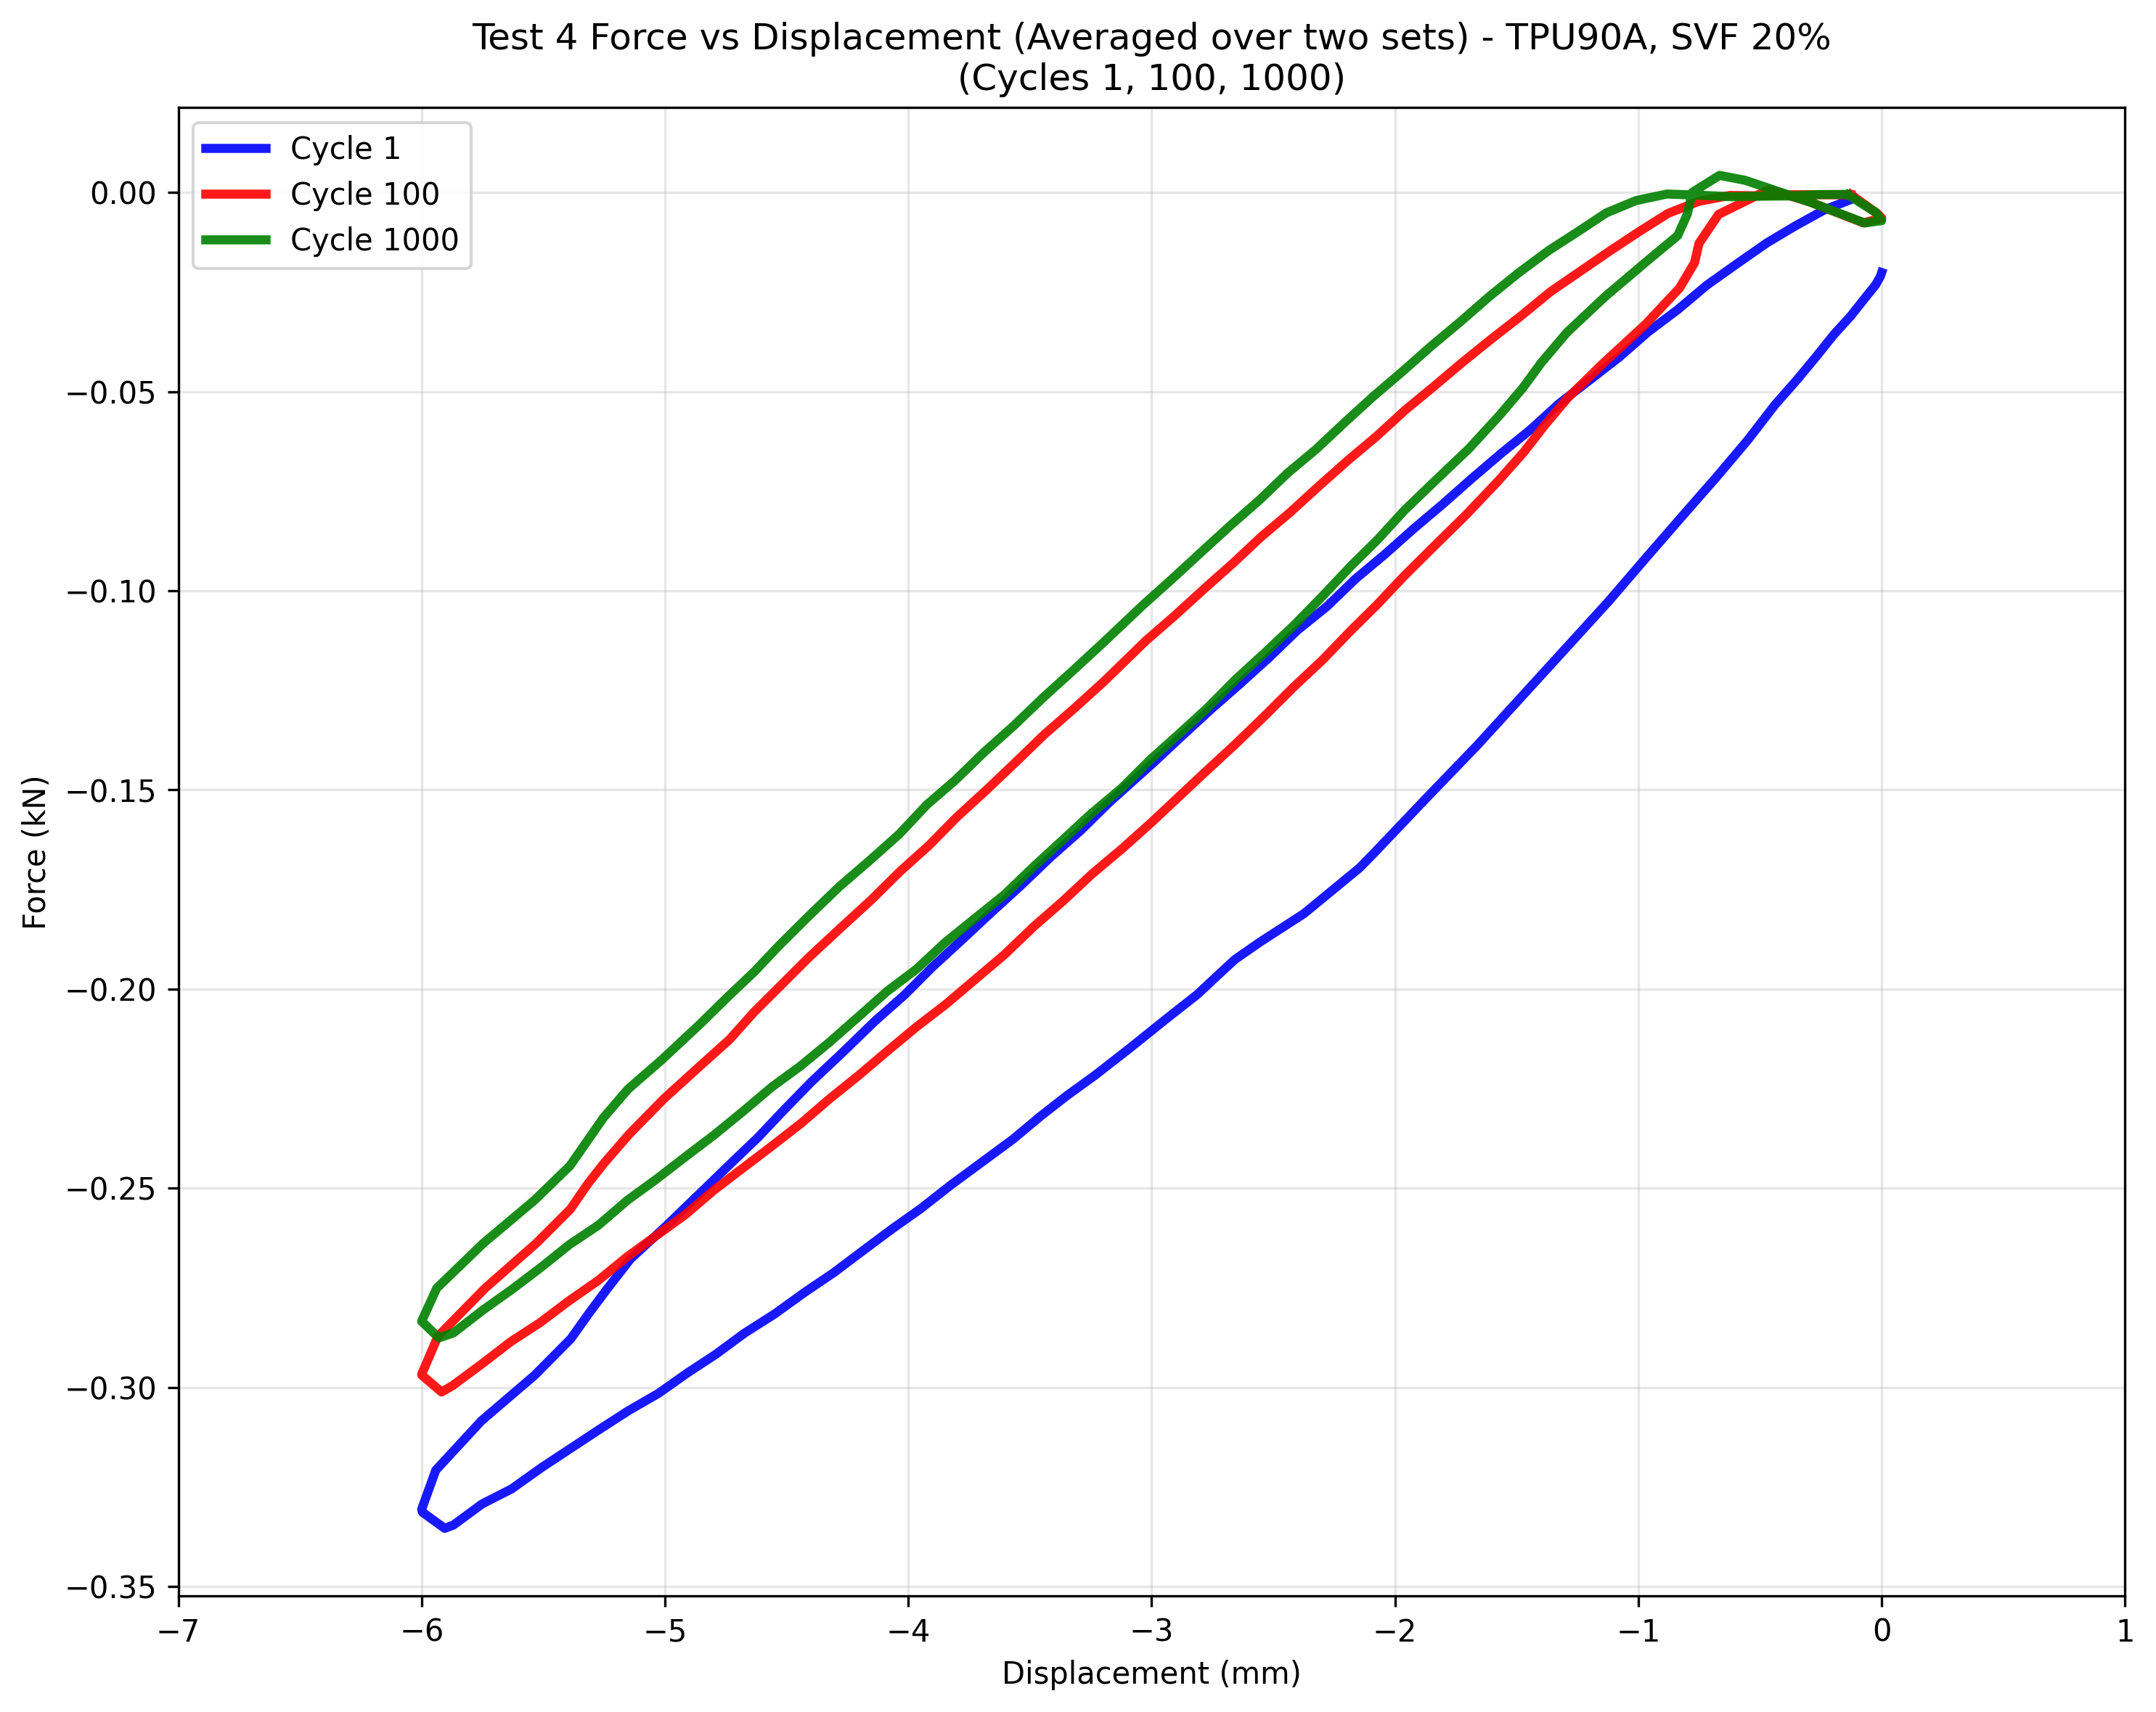 Test 4 Force vs Displacement (Averaged over two sets) - TPU90A, SVF 20%
(Cycles 1, 100, 1000)
Cycle 1
Cycle 100
Cycle 1000
Force (kN)
0.00
−0.05
−0.10
−0.15
−0.20
−0.25
−0.30
−0.35
−7 −6 −5 −4 −3 −2 −1 0 1
Displacement (mm)